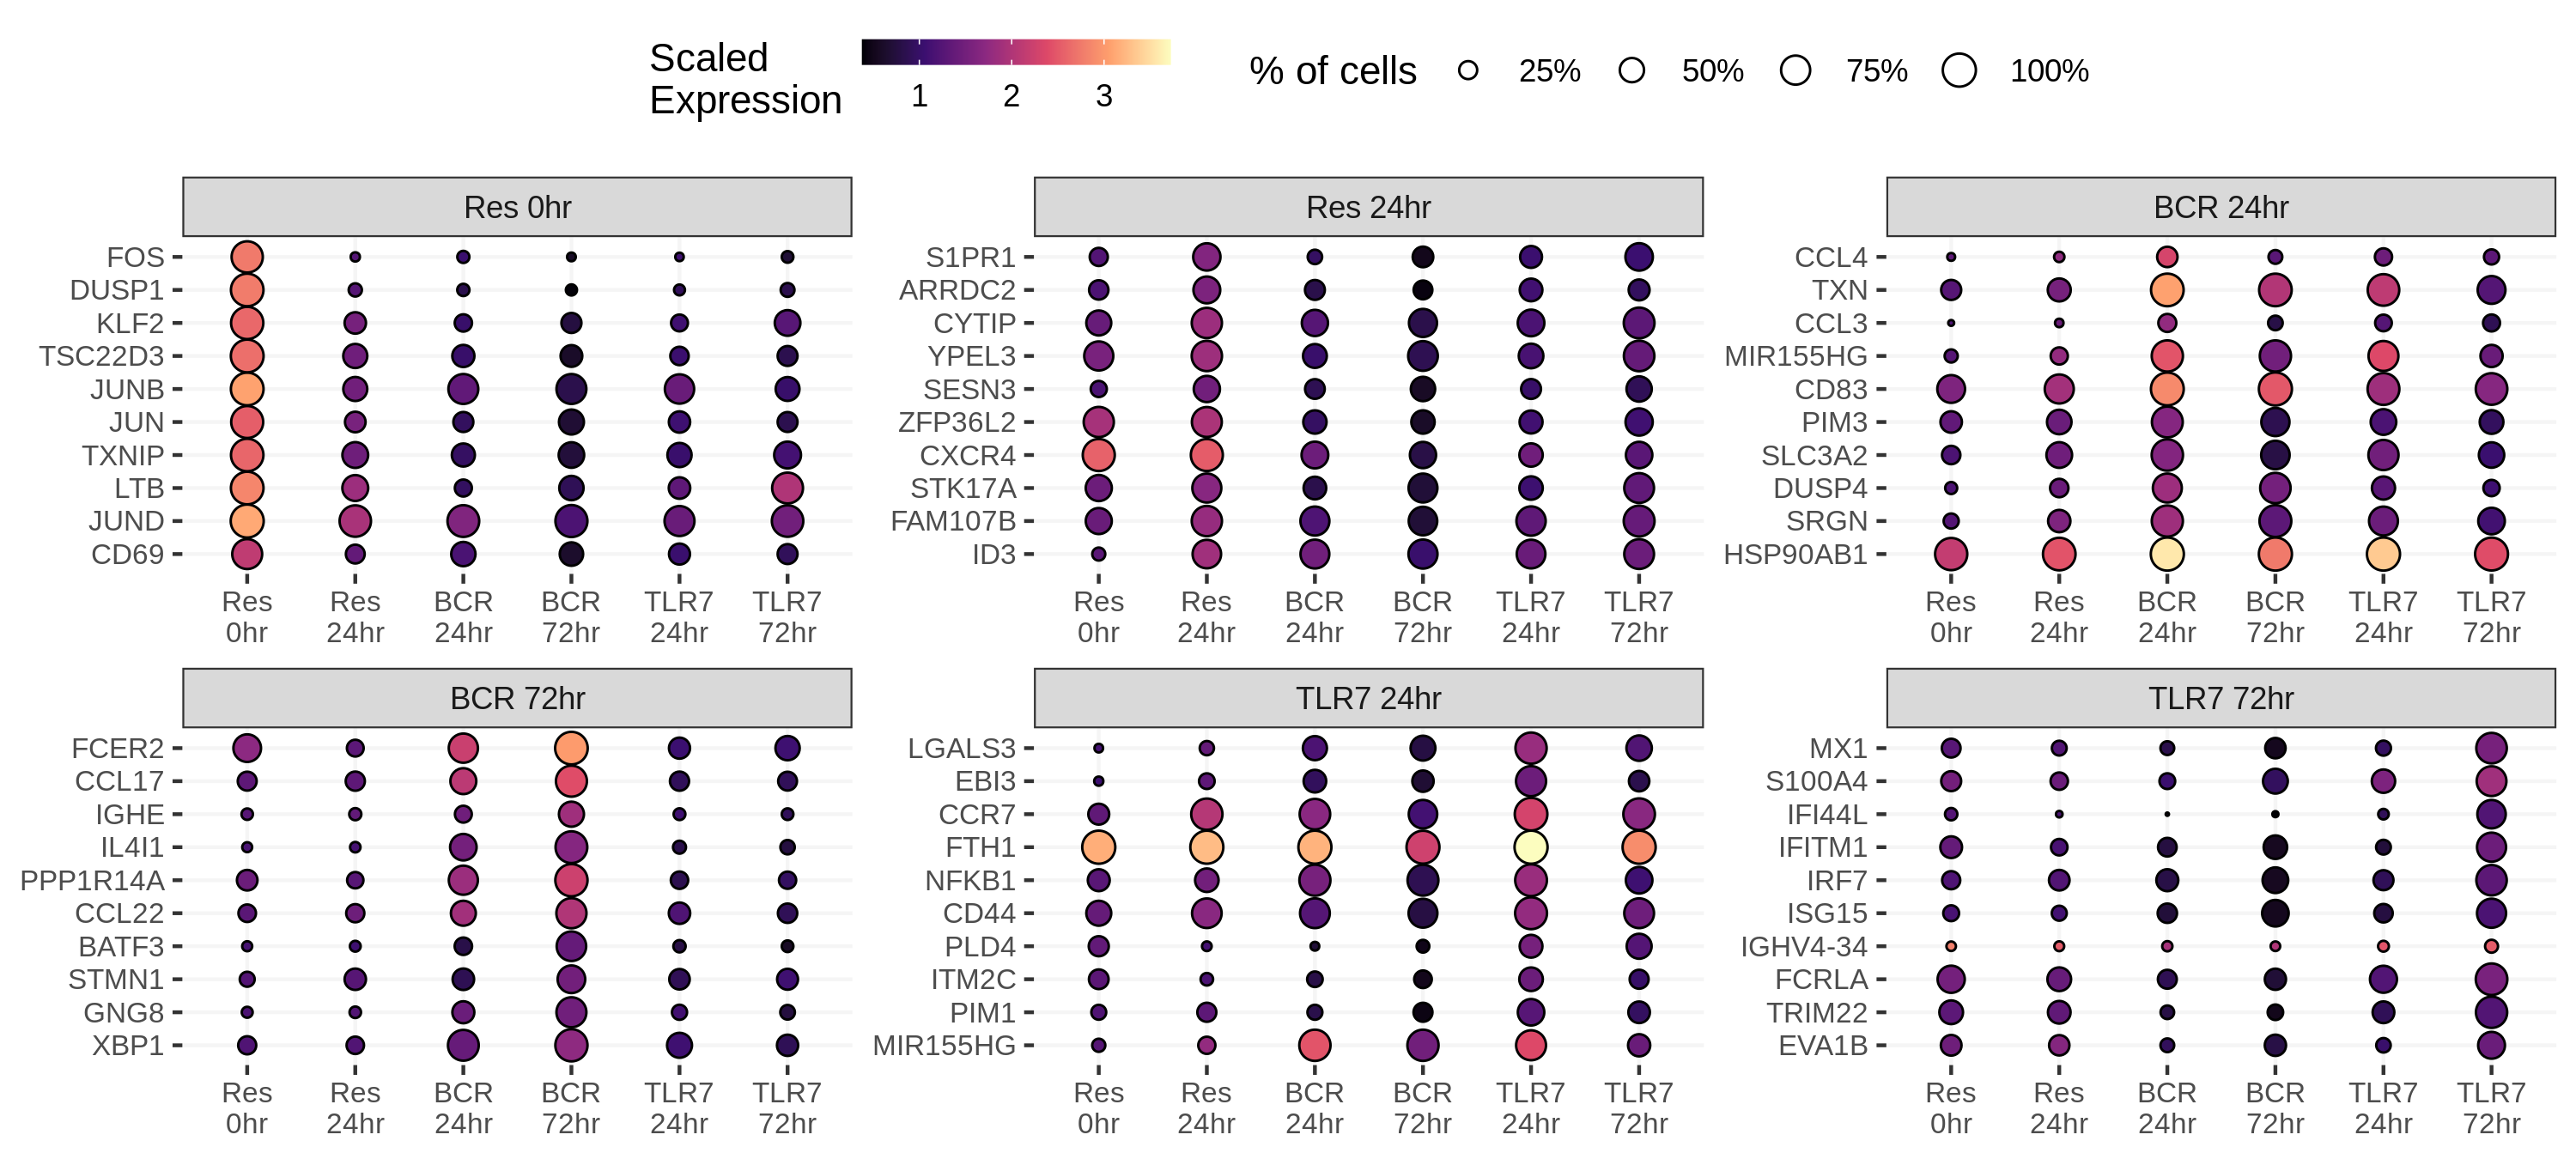 Scaled
Expression
1 2 3
% of cells 25% 50% 75% 100%
Res 0hr
FOS
DUSP1
KLF2
TSC22D3
JUNB
JUN
TXNIP
LTB
JUND
CD69
Res Res BCR BCR TLR7 TLR7
0hr 24hr 24hr 72hr 24hr 72hr
Res 24hr
S1PR1
ARRDC2
CYTIP
YPEL3
SESN3
ZFP36L2
CXCR4
STK17A
FAM107B
ID3
Res Res BCR BCR TLR7 TLR7
0hr 24hr 24hr 72hr 24hr 72hr
BCR 24hr
CCL4
TXN
CCL3
MIR155HG
CD83
PIM3
SLC3A2
DUSP4
SRGN
HSP90AB1
Res Res BCR BCR TLR7 TLR7
0hr 24hr 24hr 72hr 24hr 72hr
BCR 72hr
FCER2
CCL17
IGHE
IL4I1
PPP1R14A
CCL22
BATF3
STMN1
GNG8
XBP1
Res Res BCR BCR TLR7 TLR7
0hr 24hr 24hr 72hr 24hr 72hr
TLR7 24hr
LGALS3
EBI3
CCR7
FTH1
NFKB1
CD44
PLD4
ITM2C
PIM1
MIR155HG
Res Res BCR BCR TLR7 TLR7
0hr 24hr 24hr 72hr 24hr 72hr
TLR7 72hr
MX1
S100A4
IFI44L
IFITM1
IRF7
ISG15
IGHV4-34
FCRLA
TRIM22
EVA1B
Res Res BCR BCR TLR7 TLR7
0hr 24hr 24hr 72hr 24hr 72hr